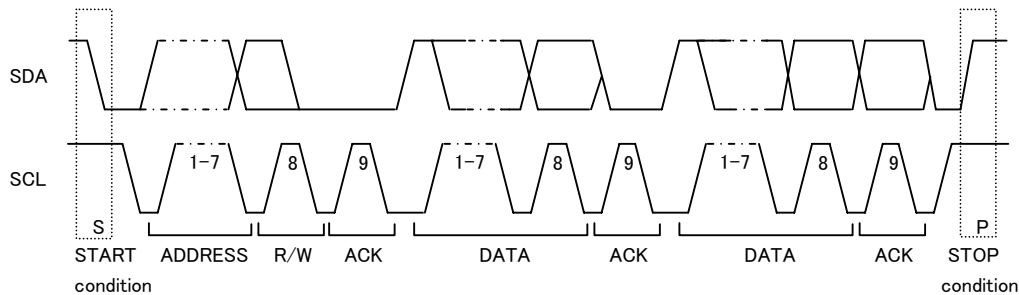 SDA
SCL
1-7 8 9 1-7 8 9 1-7 8 9
S P
START ADDRESS R/W ACK DATA ACK DATA ACK STOP
condition condition